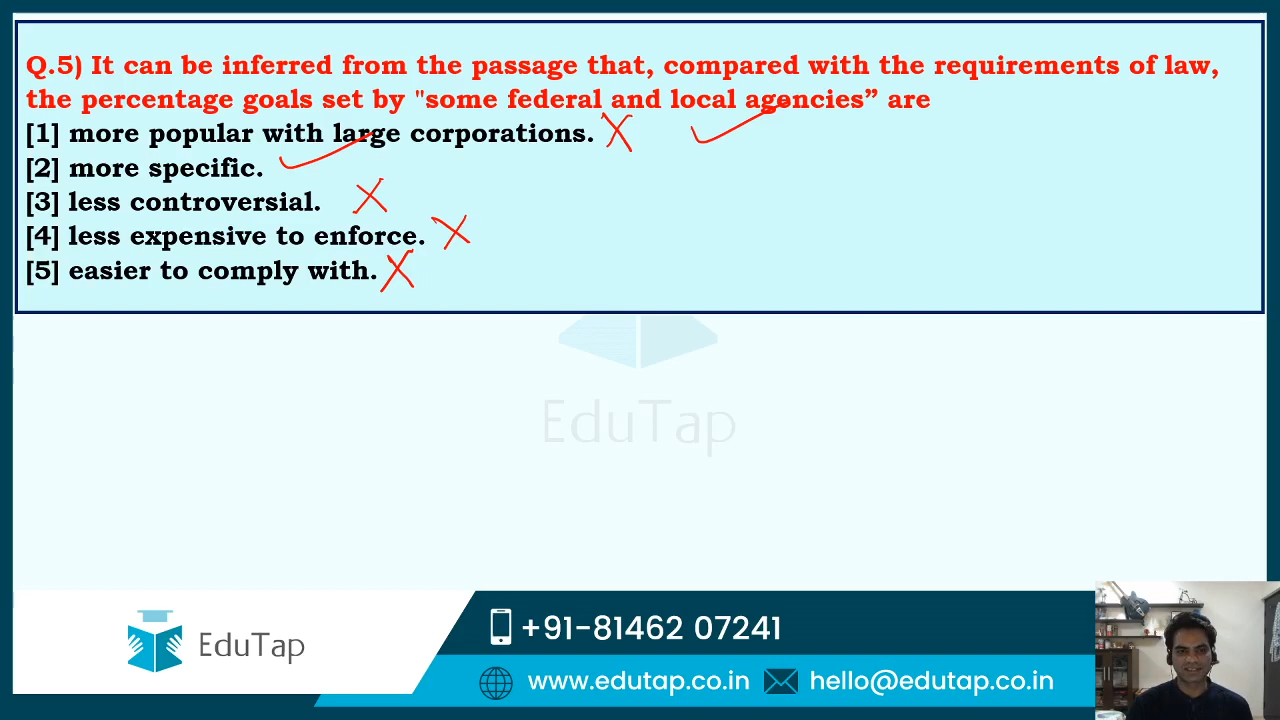 Q.5) It can be inferred from the passage that, compared with the requirements of law,
the percentage goals set by "some federal and local agencies” are
[1] more popular with large corporations.
[2] more specific.
[3] less controversial.
[4] less expensive to enforce.
[5] easier to comply with.
EduTap
EduTap
+91-81462 07241
www.edutap.co.in
hello@edutap.co.in